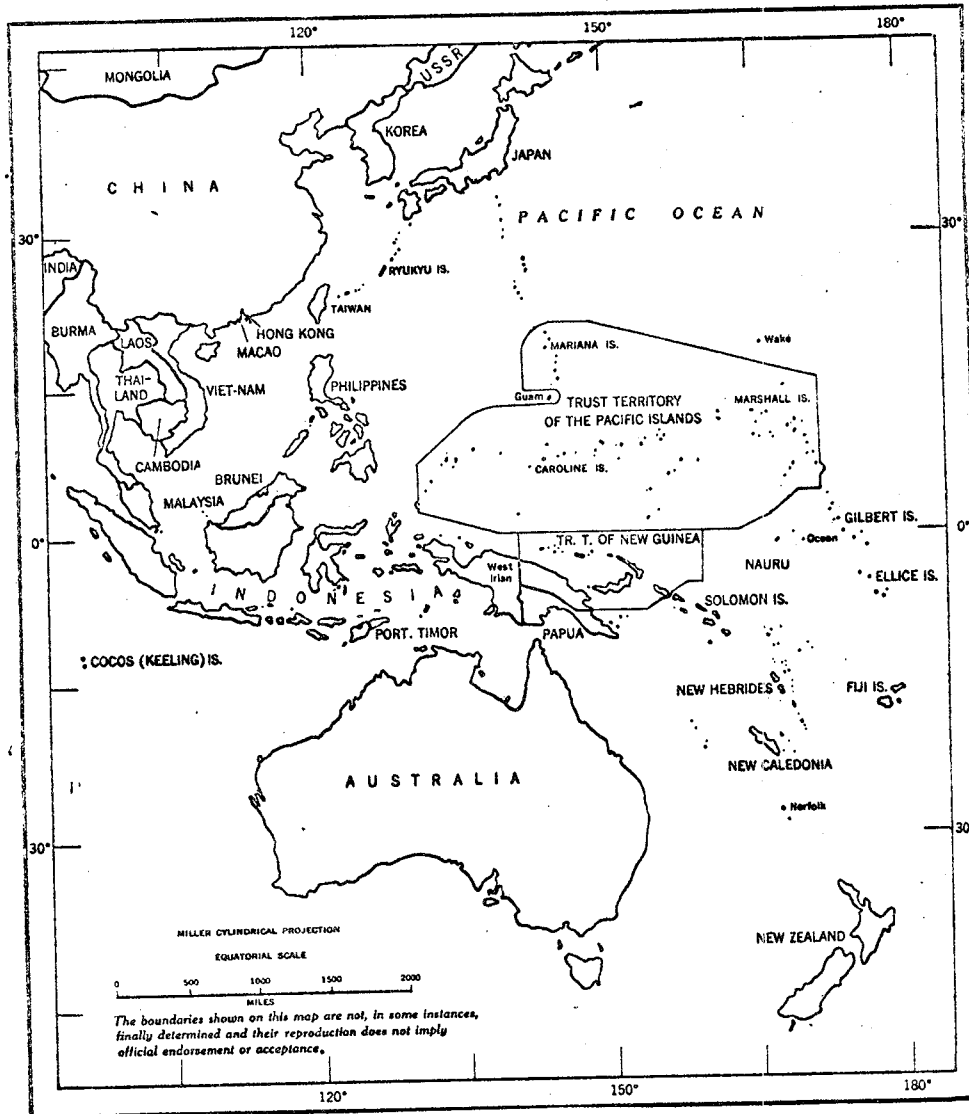 120°
150°
180°
MONGOLIA
USSR
KOREA
JAPAN
CHINA
PACIFIC OCEAN
30°
30°
INDIA
RYUKYU IS.
TAIWAN
BURMA
LAOS
HONG KONG
MACAO
MARIANA IS.
Wake
THAI-
LAND
VIET-NAM
PHILIPPINES
Guam
TRUST TERRITORY
OF THE PACIFIC ISLANDS
MARSHALL IS.
CAMBODIA
CAROLINE IS.
BRUNEI
MALAYSIA
GILBERT IS.
0°
0°
TR. T. OF NEW GUINEA
Ocean
West
Irian
NAURU
ELLICE IS.
INDONESIA
SOLOMON IS.
PORT. TIMOR
PAPUA
COCOS (KEELING) IS.
NEW HEBRIDES
FIJI IS.
NEW CALEDONIA
AUSTRALIA
Norfolk
30°
30°
NEW ZEALAND
MILLER CYLINDRICAL PROJECTION
EQUATORIAL SCALE
0 500 1000 1500 2000
MILES
The boundaries shown on this map are not, in some instances,
finally determined and their reproduction does not imply
official endorsement or acceptance.
120°
150°
180°